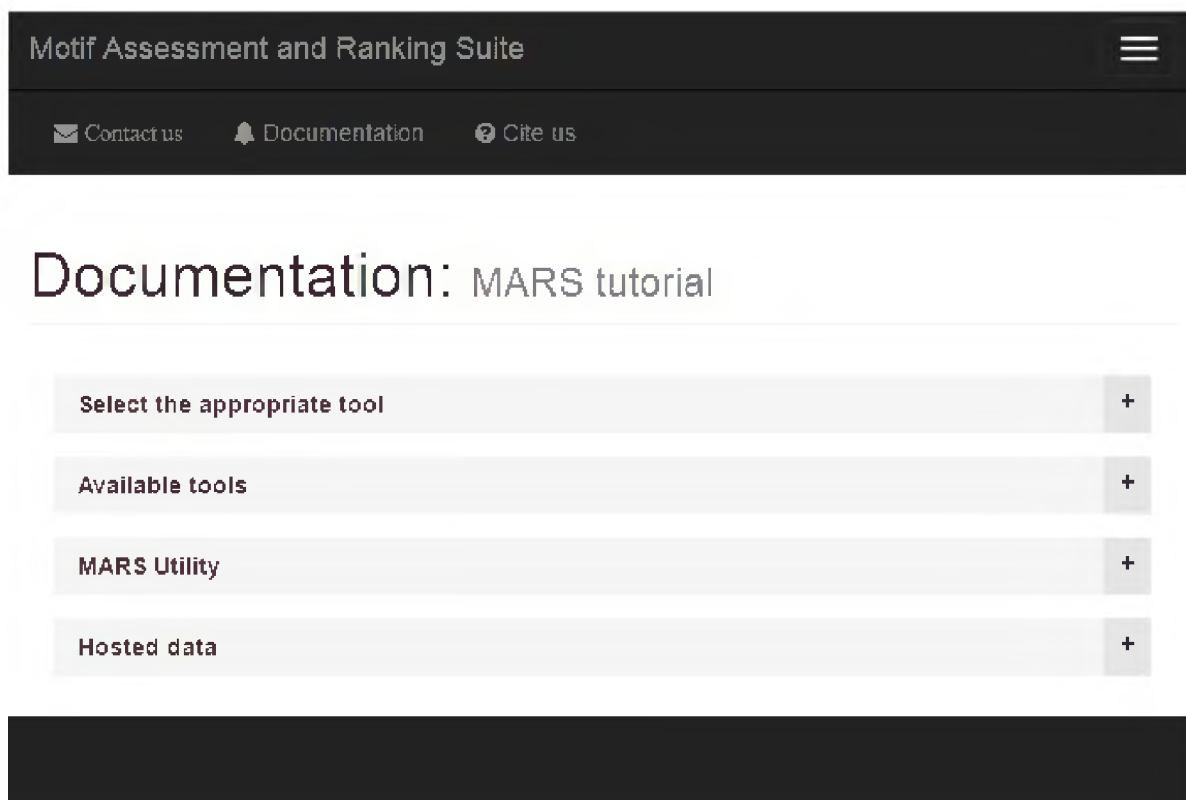 Motif Assessment and Ranking Suite
Contact us Documentation Cite us
Documentation: MARS tutorial
Select the appropriate tool +
Available tools +
MARS Utility +
Hosted data +